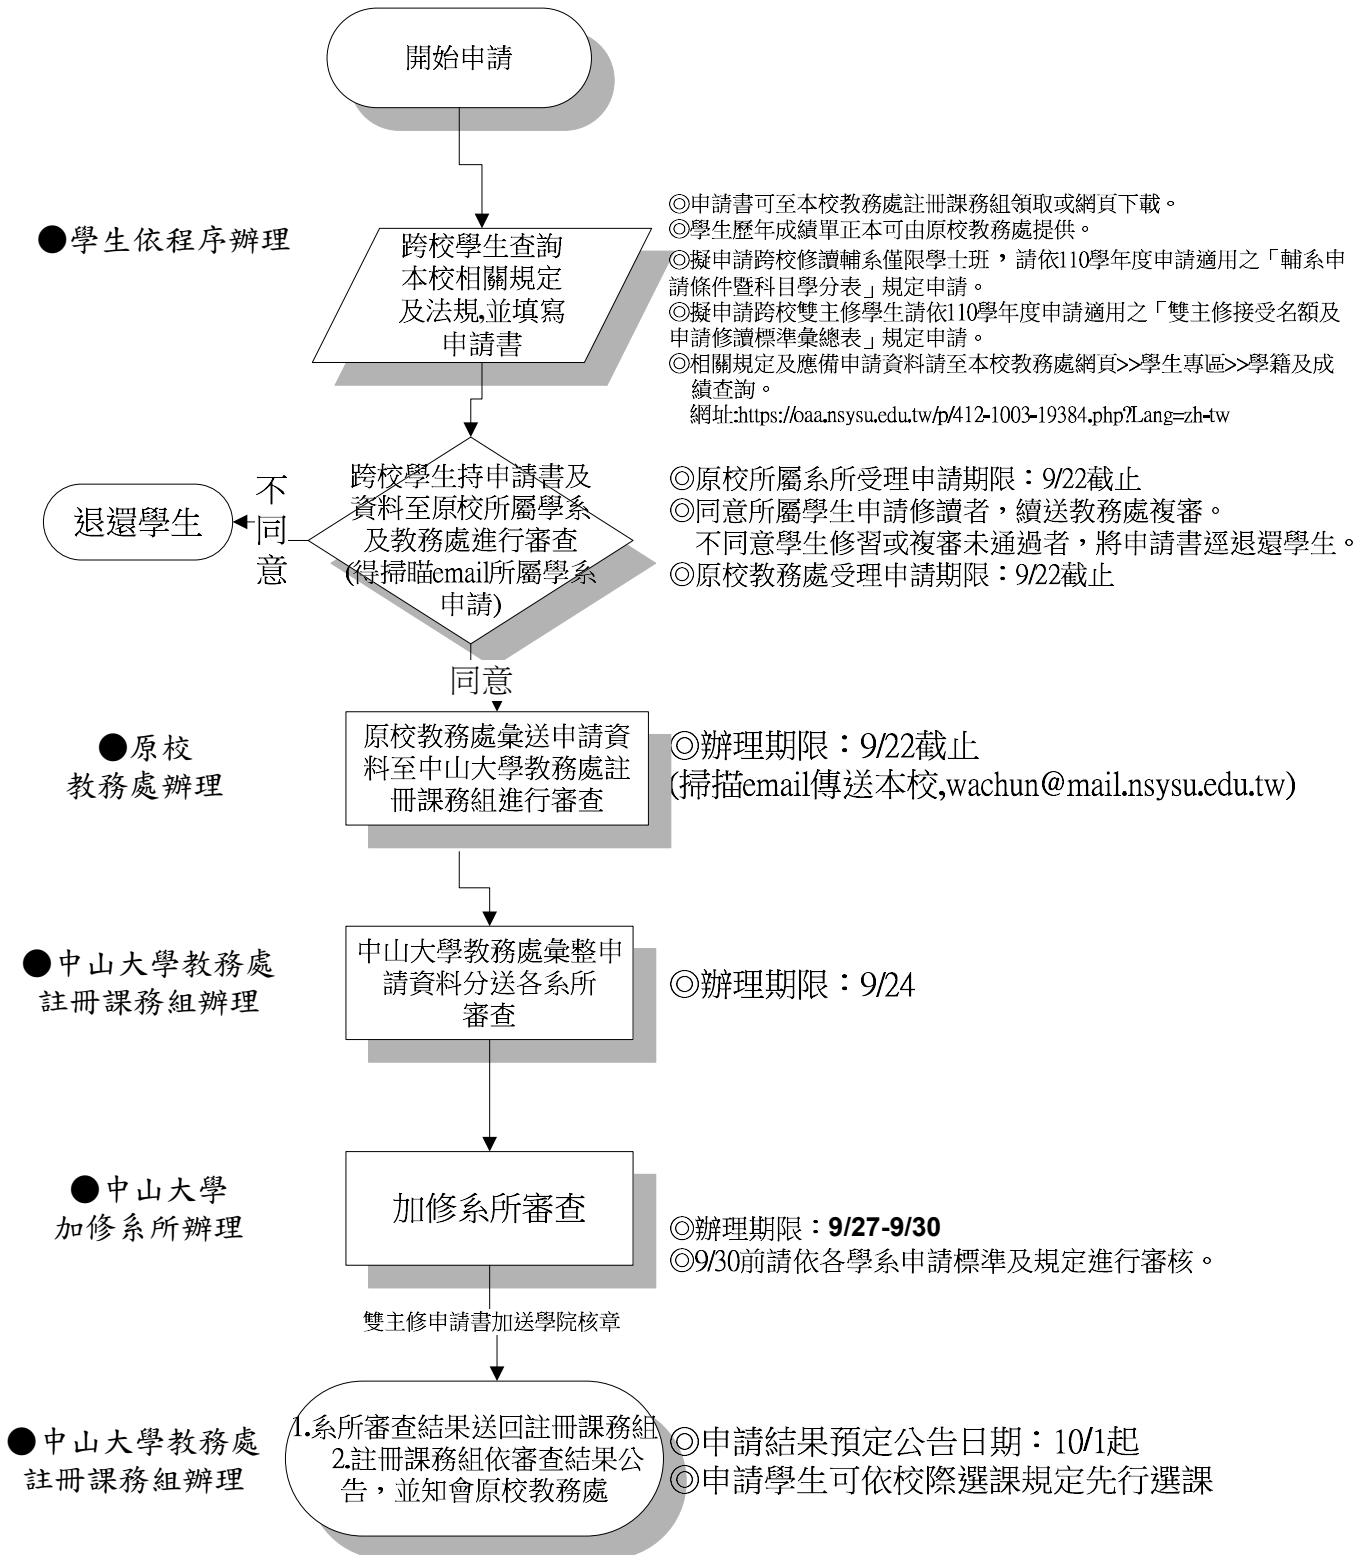 開始申請
●學生依程序辦理
跨校學生查詢
本校相關規定
及法規,並填寫
申請書
◎申請書可至本校教務處註冊課務組領取或網頁下載。
◎學生歷年成績單正本可由原校教務處提供。
◎擬申請跨校修讀輔系僅限學士班，請依110學年度申請適用之「輔系申
請條件暨科目學分表」規定申請。
◎擬申請跨校雙主修學生請依110學年度申請適用之「雙主修接受名額及
申請修讀標準彙總表」規定申請。
◎相關規定及應備申請資料請至本校教務處網頁>>學生專區>>學籍及成
績查詢。
網址:https://oaa.nsysu.edu.tw/p/412-1003-19384.php?Lang=zh-tw
跨校學生持申請書及
資料至原校所屬學系
及教務處進行審查
(得掃瞄email所屬學系
申請)
不
同
意
退還學生
◎原校所屬系所受理申請期限：9/22截止
◎同意所屬學生申請修讀者，續送教務處複審。
不同意學生修習或複審未通過者，將申請書逕退還學生。
◎原校教務處受理申請期限：9/22截止
同意
●原校
教務處辦理
原校教務處彙送申請資
料至中山大學教務處註
冊課務組進行審查
◎辦理期限：9/22截止
(掃描email傳送本校,wachun@mail.nsysu.edu.tw)
●中山大學教務處
註冊課務組辦理
中山大學教務處彙整申
請資料分送各系所
審查
◎辦理期限：9/24
●中山大學
加修系所辦理
加修系所審查
◎辦理期限：9/27-9/30
◎9/30前請依各學系申請標準及規定進行審核。
雙主修申請書加送學院核章
●中山大學教務處
註冊課務組辦理
1.系所審查結果送回註冊課務組
2.註冊課務組依審查結果公
告，並知會原校教務處
◎申請結果預定公告日期：10/1起
◎申請學生可依校際選課規定先行選課